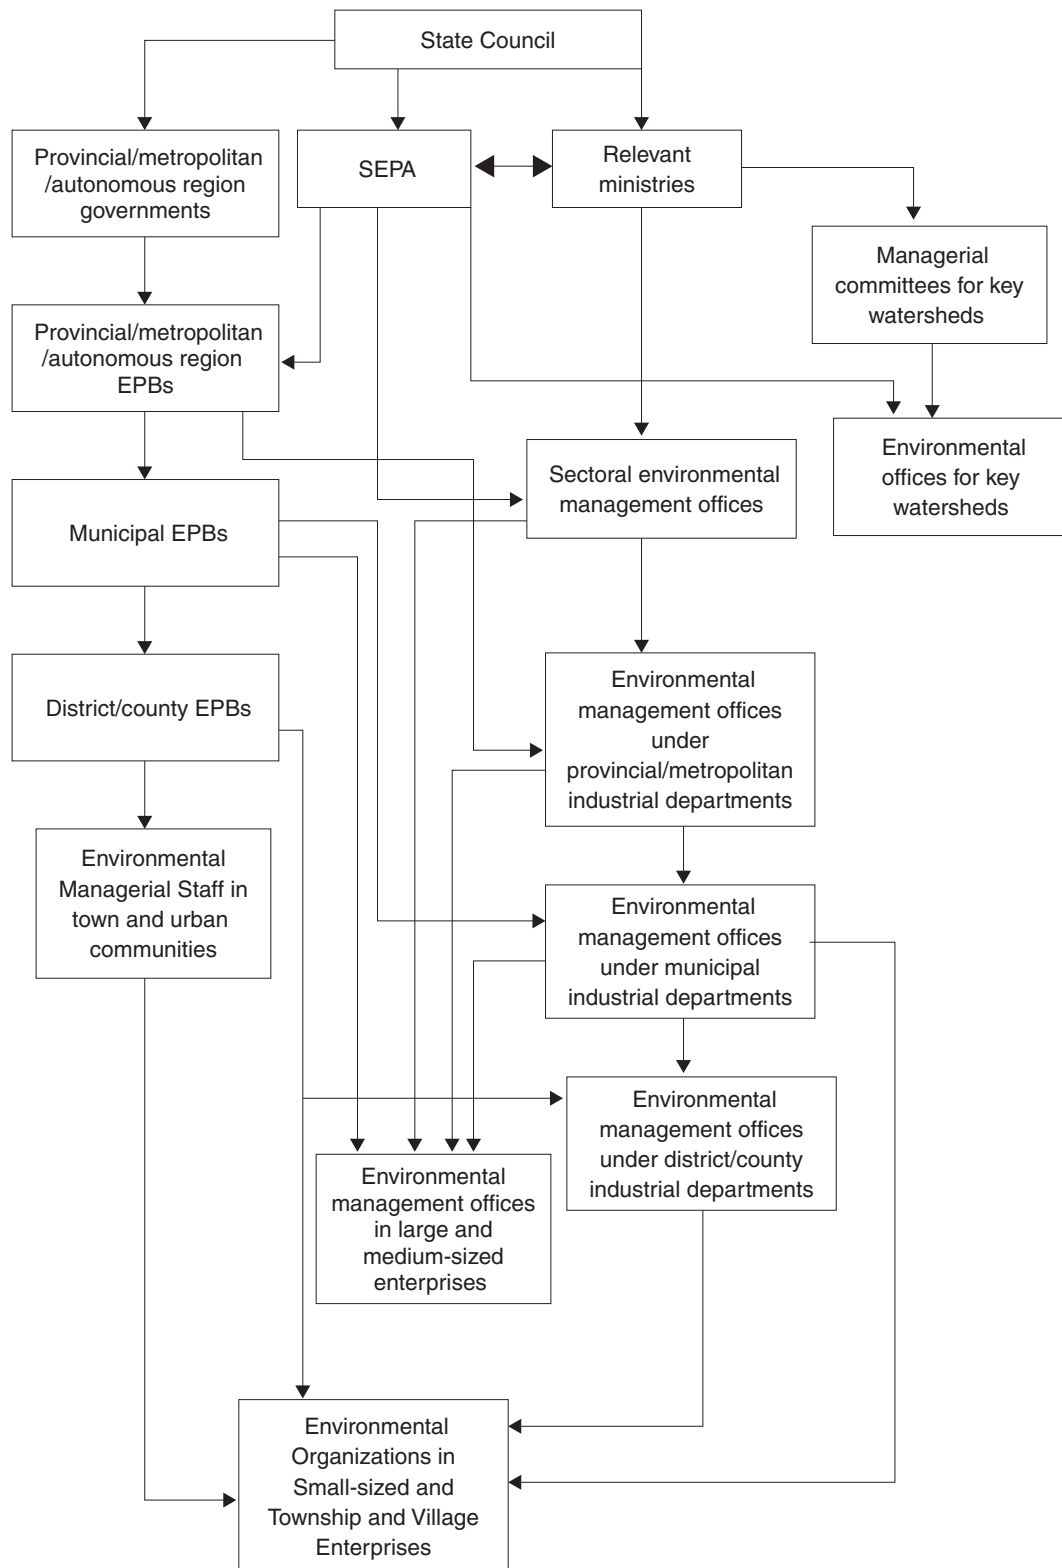 State Council
Provincial/metropolitan
/autonomous region
governments
SEPA
Relevant
ministries
Managerial
committees for key
watersheds
Provincial/metropolitan
/autonomous region
EPBs
Environmental
offices for key
watersheds
Sectoral environmental
management offices
Municipal EPBs
District/county EPBs
Environmental
management offices
under
provincial/metropolitan
industrial departments
Environmental
Managerial Staff in
town and urban
communities
Environmental
management offices
under municipal
industrial departments
Environmental
management offices
under district/county
industrial departments
Environmental
management offices
in large and
medium-sized
enterprises
Environmental
Organizations in
Small-sized and
Township and Village
Enterprises